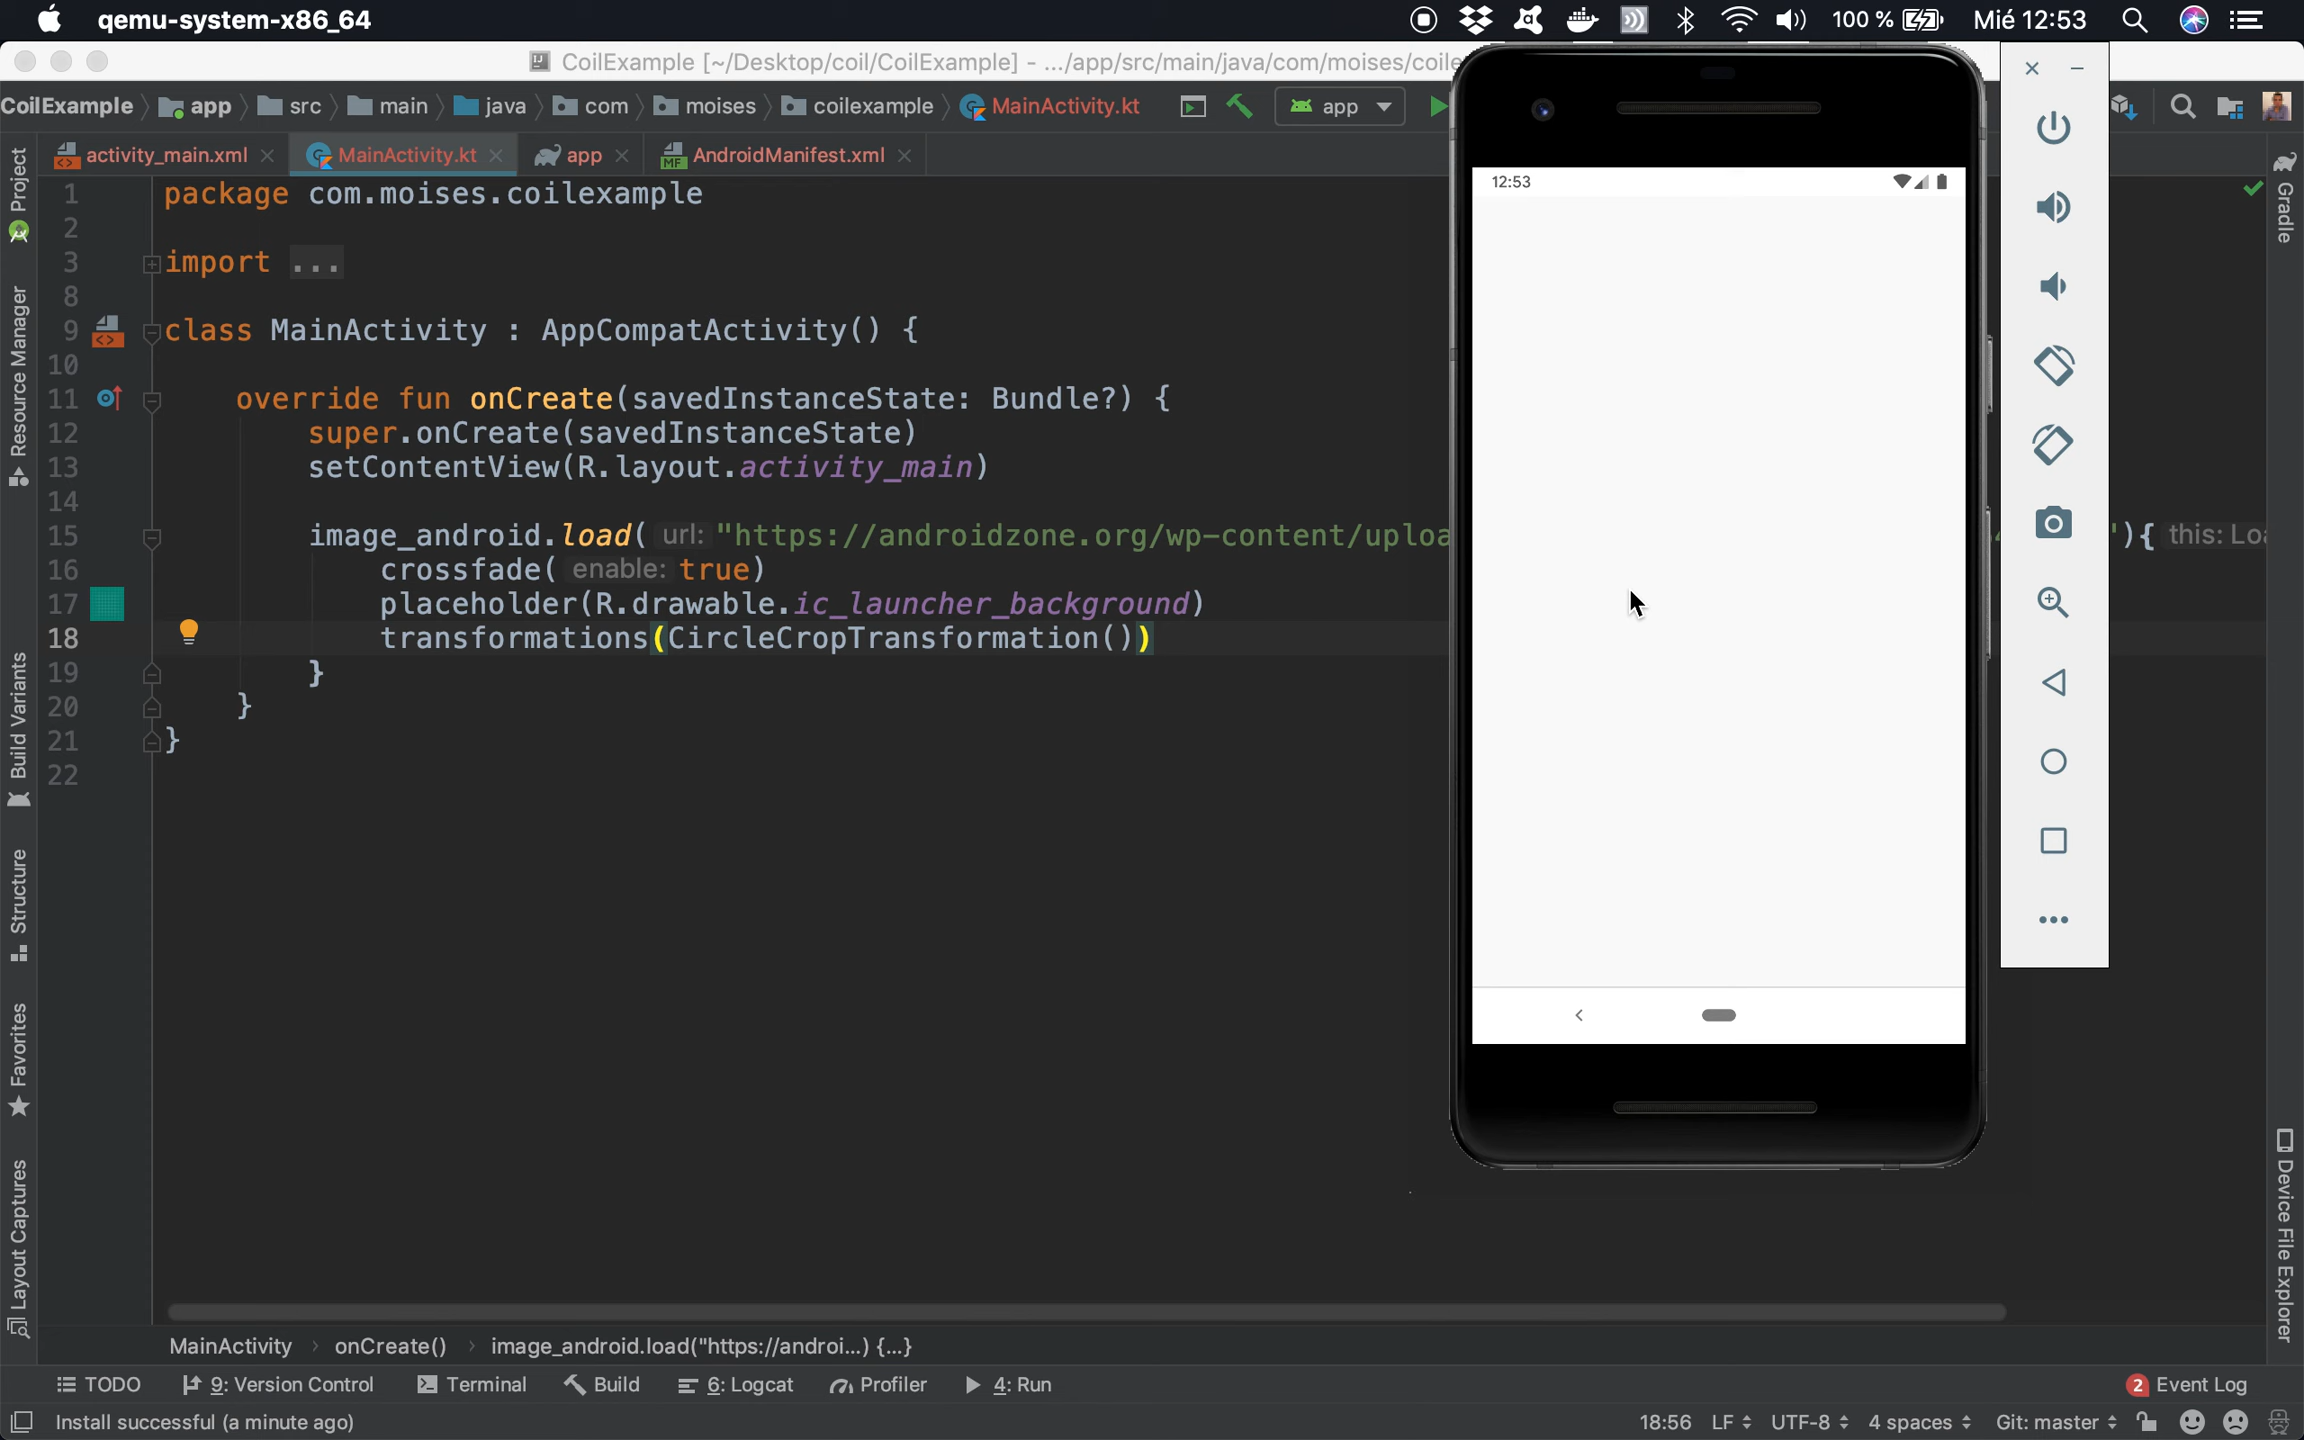 qemu-system-x86_64
100 %
Mié 12:53
CoilExample [~/Desktop/coil/CoilExample] - .../app/src/main/java/com/moises/coile
CoilExample
app
src
main
java
com
moises
coilexample
MainActivity.kt
app
activity_main.xml
MainActivity.kt
app
AndroidManifest.xml
Project
Resource Manager
Build Variants
Structure
Favorites
Layout Captures
1 package com.moises.coilexample
2
3 import ...
8
9 class MainActivity : AppCompatActivity() {
10
11 override fun onCreate(savedInstanceState: Bundle?) {
12 super.onCreate(savedInstanceState)
13 setContentView(R.layout.activity_main)
14
15 image_android.load( url: "https://androidzone.org/wp-content/uploa "){ this: Loa
16 crossfade( enable: true)
17 placeholder(R.drawable.ic_launcher_background)
18 transformations(CircleCropTransformation())
19 }
20 }
21 }
22
12:53
Gradle
Device File Explorer
MainActivity
onCreate()
image_android.load("https://androi...) {...}
TODO
9: Version Control
Terminal
Build
6: Logcat
Profiler
4: Run
2 Event Log
Install successful (a minute ago)
18:56
LF
UTF-8
4 spaces
Git: master